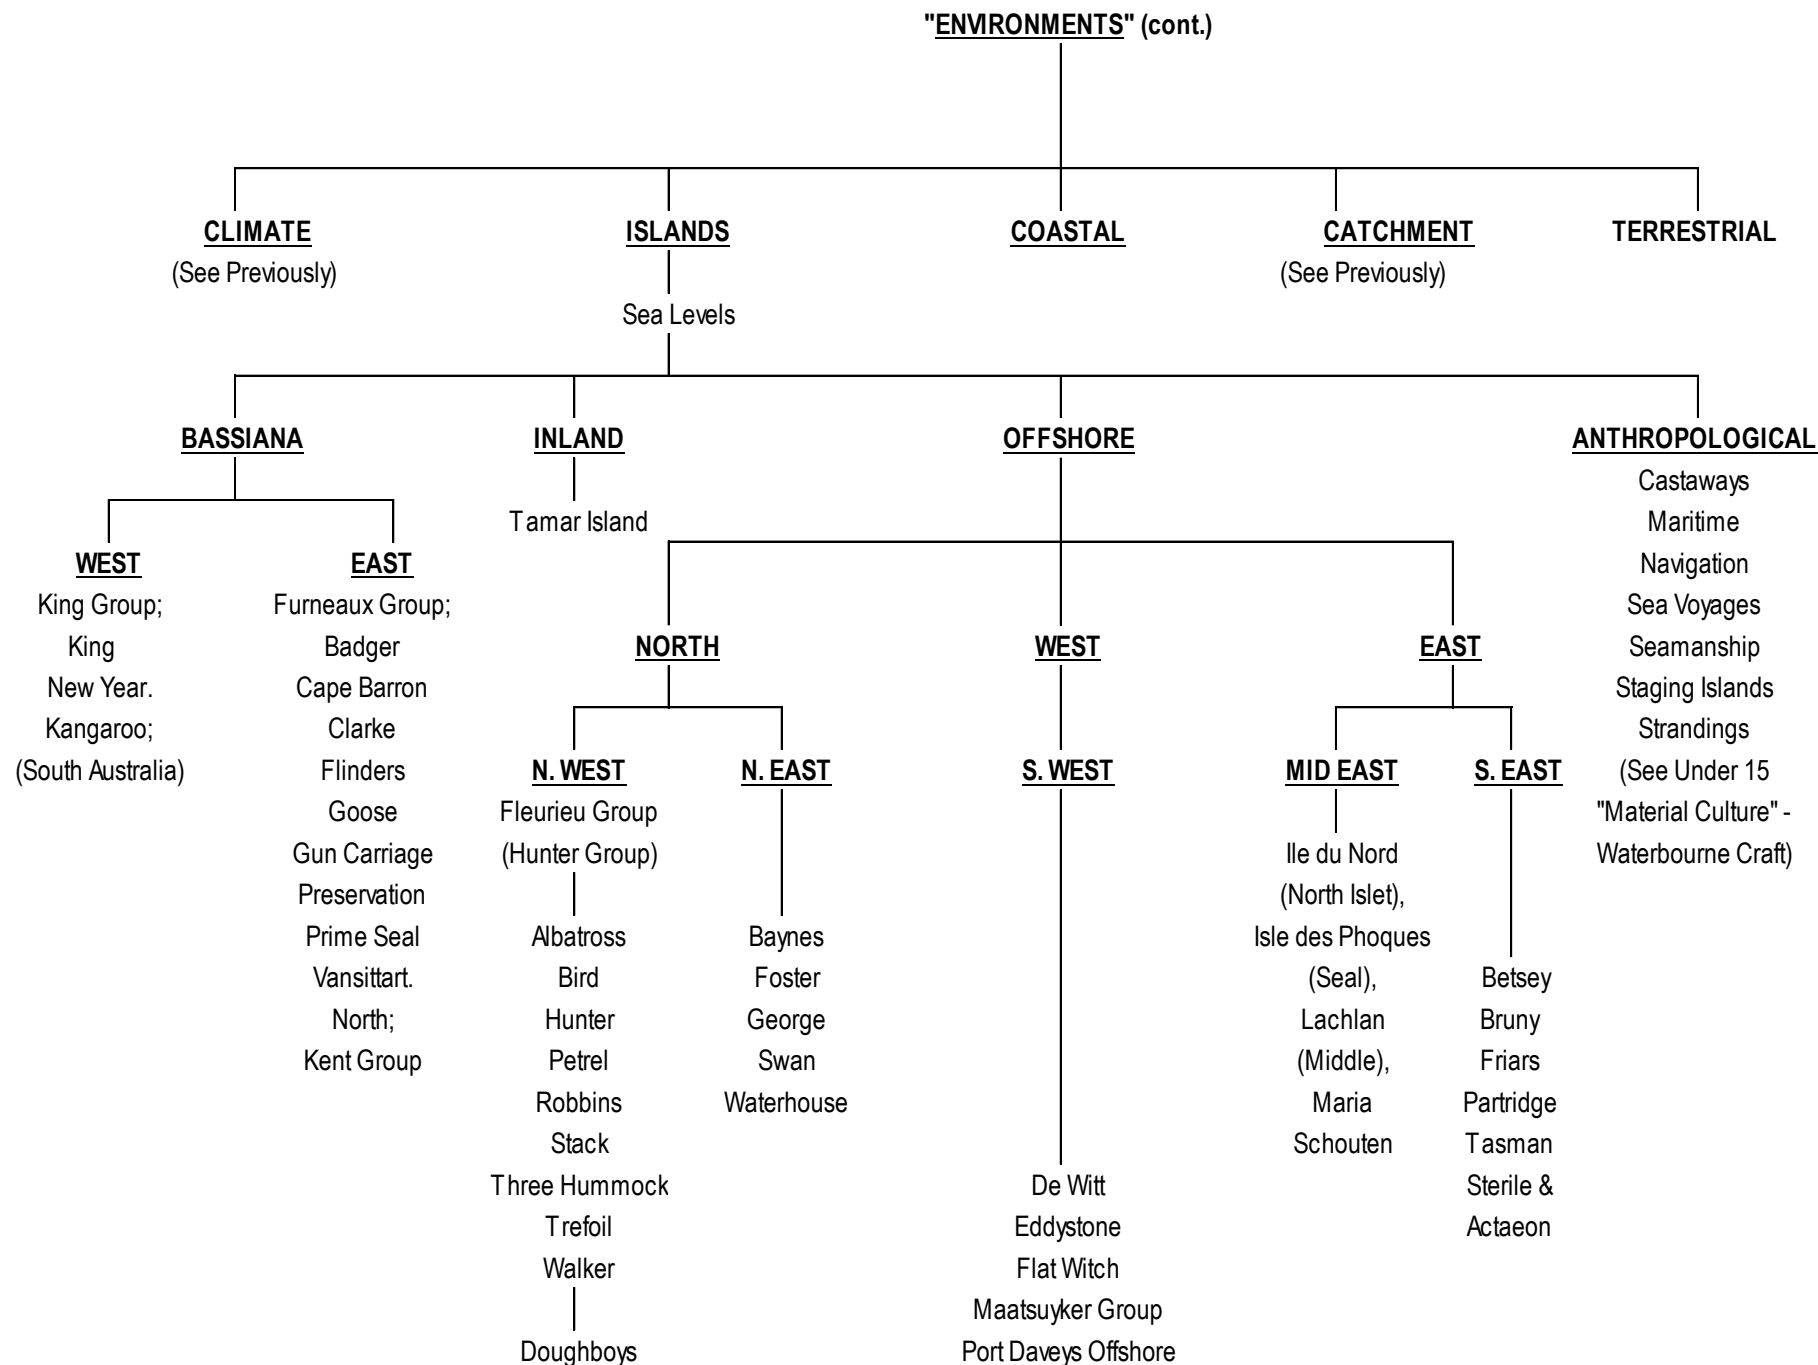 "ENVIRONMENTS" (cont.)
CLIMATE
(See Previously)
ISLANDS
COASTAL
CATCHMENT
(See Previously)
TERRESTRIAL
Sea Levels
BASSIANA
INLAND
OFFSHORE
ANTHROPOLOGICAL
Castaways
Maritime
Navigation
Sea Voyages
Seamanship
Staging Islands
Strandings
(See Under 15
"Material Culture" -
Waterbourne Craft)
Tamar Island
WEST
King Group;
King
New Year.
Kangaroo;
(South Australia)
EAST
Furneaux Group;
Badger
Cape Barron
Clarke
Flinders
Goose
Gun Carriage
Preservation
Prime Seal
Vansittart.
North;
Kent Group
NORTH
WEST
EAST
N. WEST
Fleurieu Group
(Hunter Group)
Albatross
Bird
Hunter
Petrel
Robbins
Stack
Three Hummock
Trefoil
Walker
Doughboys
N. EAST
Baynes
Foster
George
Swan
Waterhouse
S. WEST
De Witt
Eddystone
Flat Witch
Maatsuyker Group
Port Daveys Offshore
MID EAST
Ile du Nord
(North Islet),
Isle des Phoques
(Seal),
Lachlan
(Middle),
Maria
Schouten
S. EAST
Betsey
Bruny
Friars
Partridge
Tasman
Sterile &
Actaeon